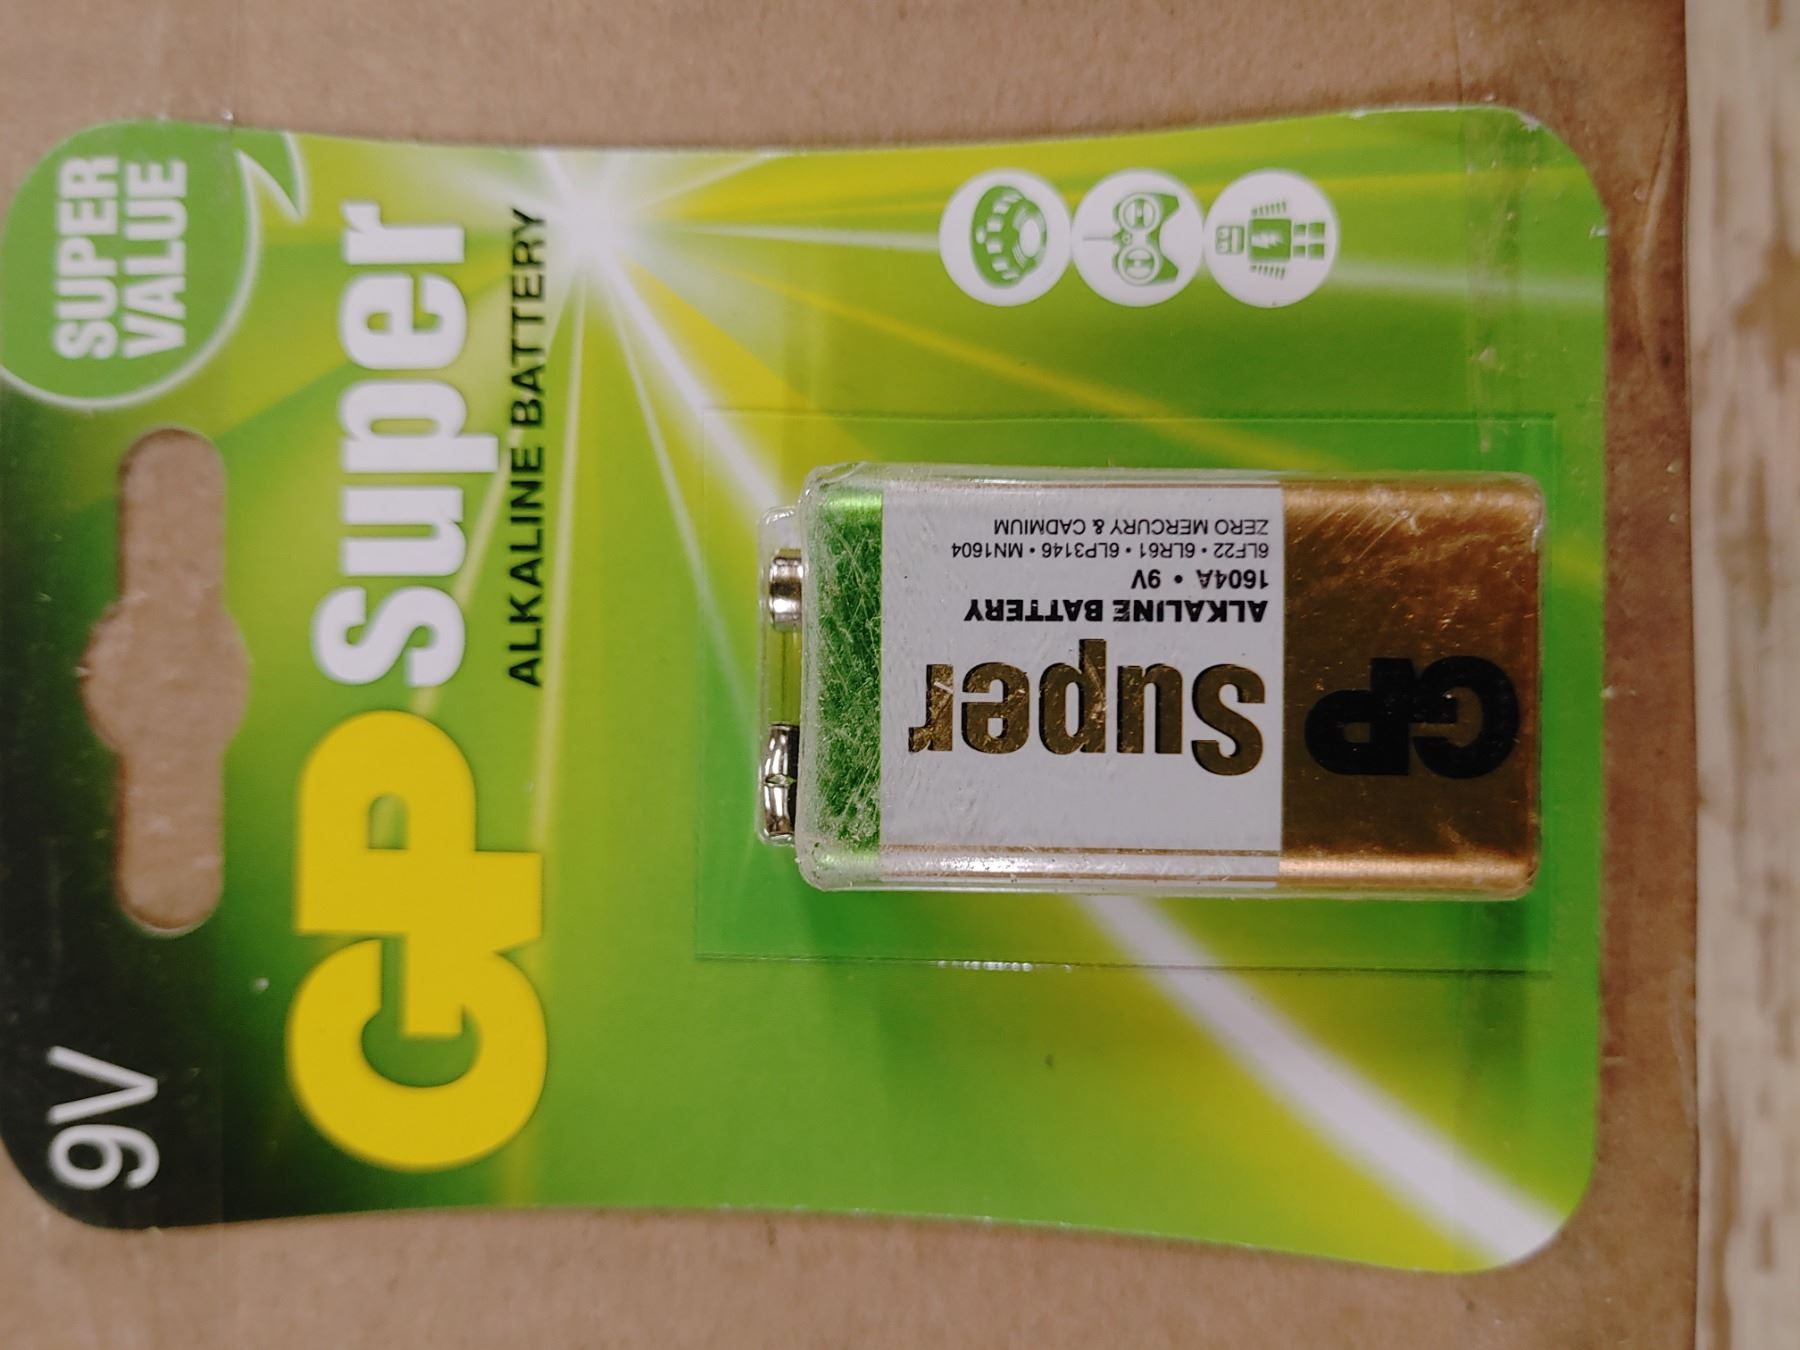 9V
SUPER
VALUE
GP Super
ALKALINE BATTERY
GP Super
ALKALINE BATTERY
1604A • 9V
6LF22 • 6LR61 • 6LP3146 • MN1604
ZERO MERCURY & CADMIUM